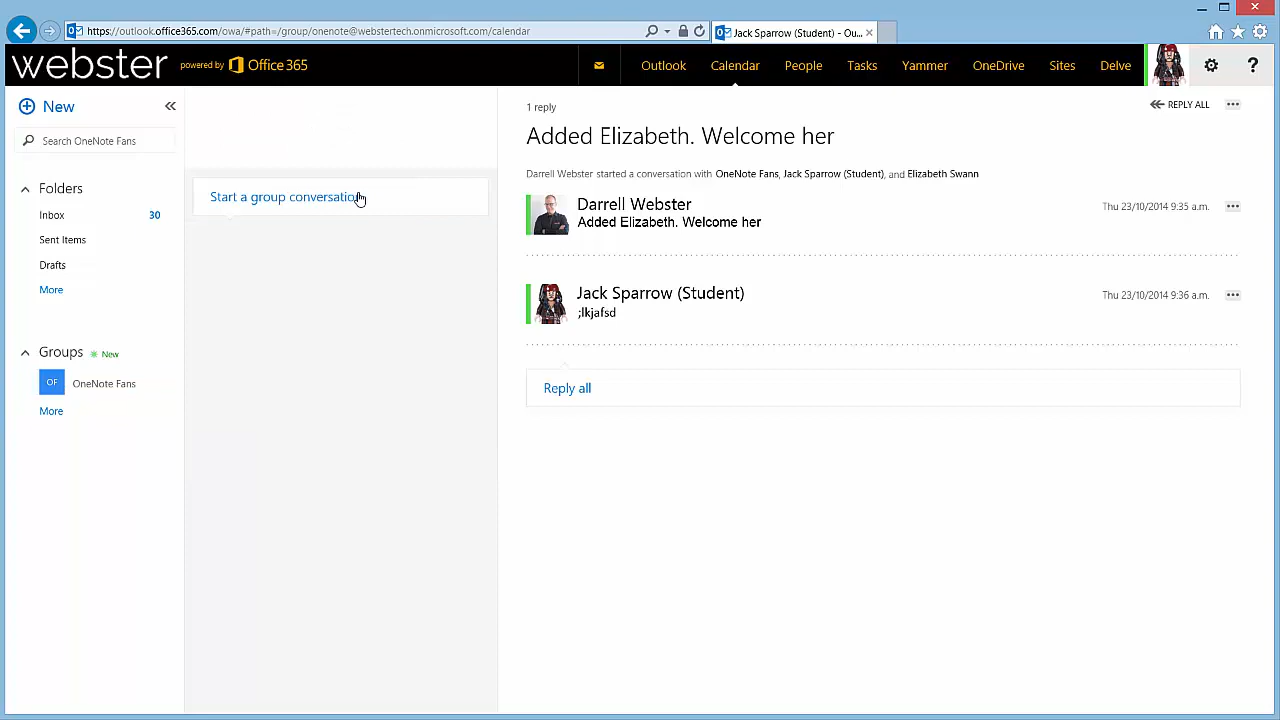 https://outlook.office365.com/owa/#path=/group/onenote@webstertech.onmicrosoft.com/calendar
Jack Sparrow (Student) - Ou...
webster powered by Office 365
Outlook Calendar People Tasks Yammer OneDrive Sites Delve ?
New
Search OneNote Fans
Folders
Inbox 30
Sent Items
Drafts
More
Groups New
OF OneNote Fans
More
Start a group conversation
1 reply
REPLY ALL
Added Elizabeth. Welcome her
Darrell Webster started a conversation with OneNote Fans, Jack Sparrow (Student), and Elizabeth Swann
Darrell Webster
Thu 23/10/2014 9:35 a.m.
Added Elizabeth. Welcome her
Jack Sparrow (Student)
Thu 23/10/2014 9:36 a.m.
;lkjafsd
Reply all